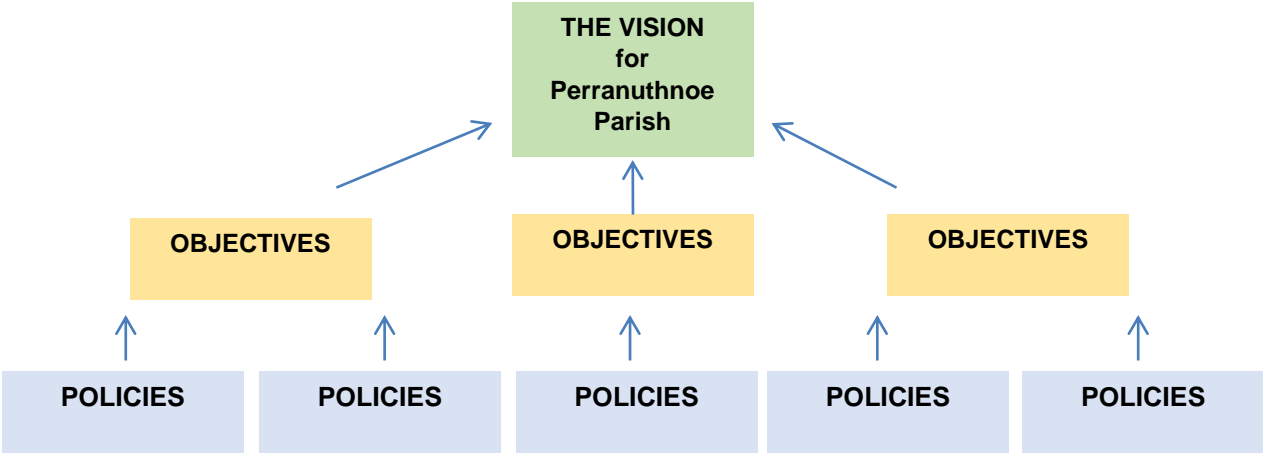 THE VISION
for
Perranuthnoe
Parish
OBJECTIVES
OBJECTIVES
OBJECTIVES
POLICIES
POLICIES
POLICIES
POLICIES
POLICIES